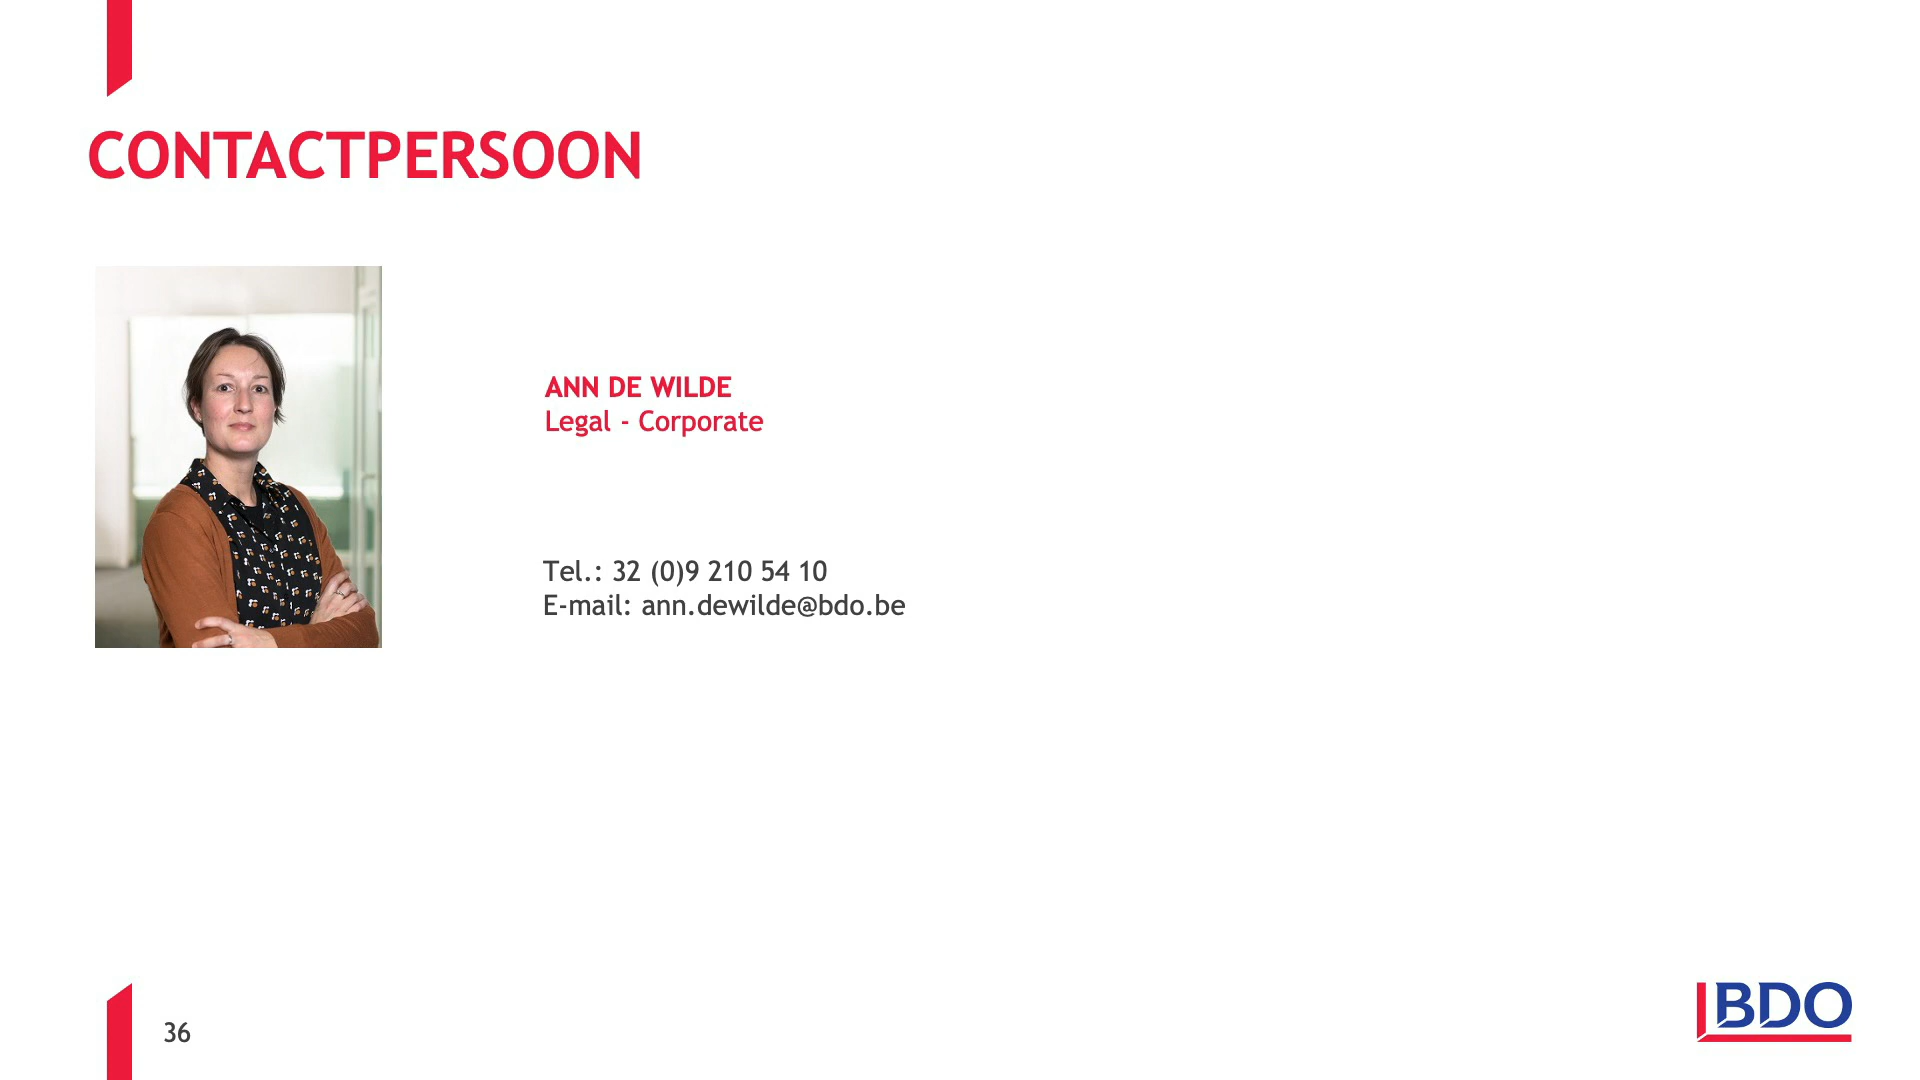 CONTACTPERSOON
ANN DE WILDE
Legal - Corporate
Tel.: 32 (0)9 210 54 10
E-mail: ann.dewilde@bdo.be
36
BDO